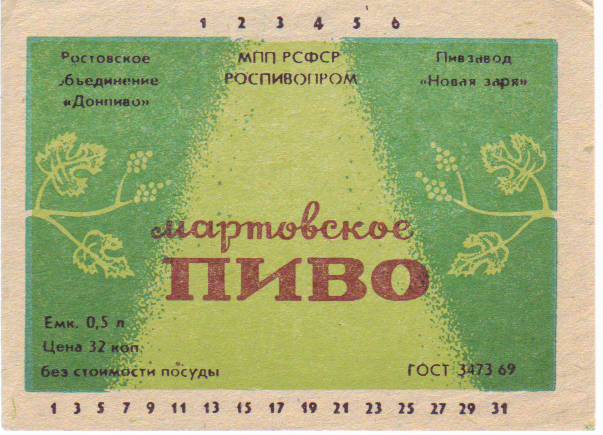 1 2 3 4 5 6
Ростовское
объединение
«Донпиво»
МПП РСФСР
РОСПИВОПРОМ
Пивзавод
«Новая заря»
мартовское
ПИВО
Емк. 0,5 л
Цена 32 коп.
без стоимости посуды
ГОСТ 3473 69
1 3 5 7 9 11 13 15 17 19 21 23 25 27 29 31